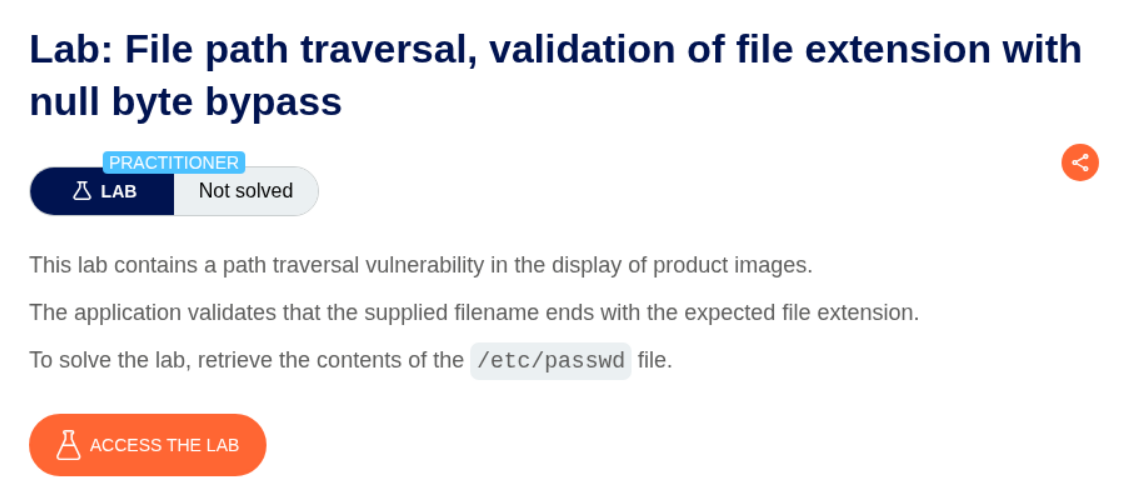 Lab: File path traversal, validation of file extension with
null byte bypass
PRACTITIONER
LAB
Not solved
This lab contains a path traversal vulnerability in the display of product images.
The application validates that the supplied filename ends with the expected file extension.
To solve the lab, retrieve the contents of the /etc/passwd file.
ACCESS THE LAB